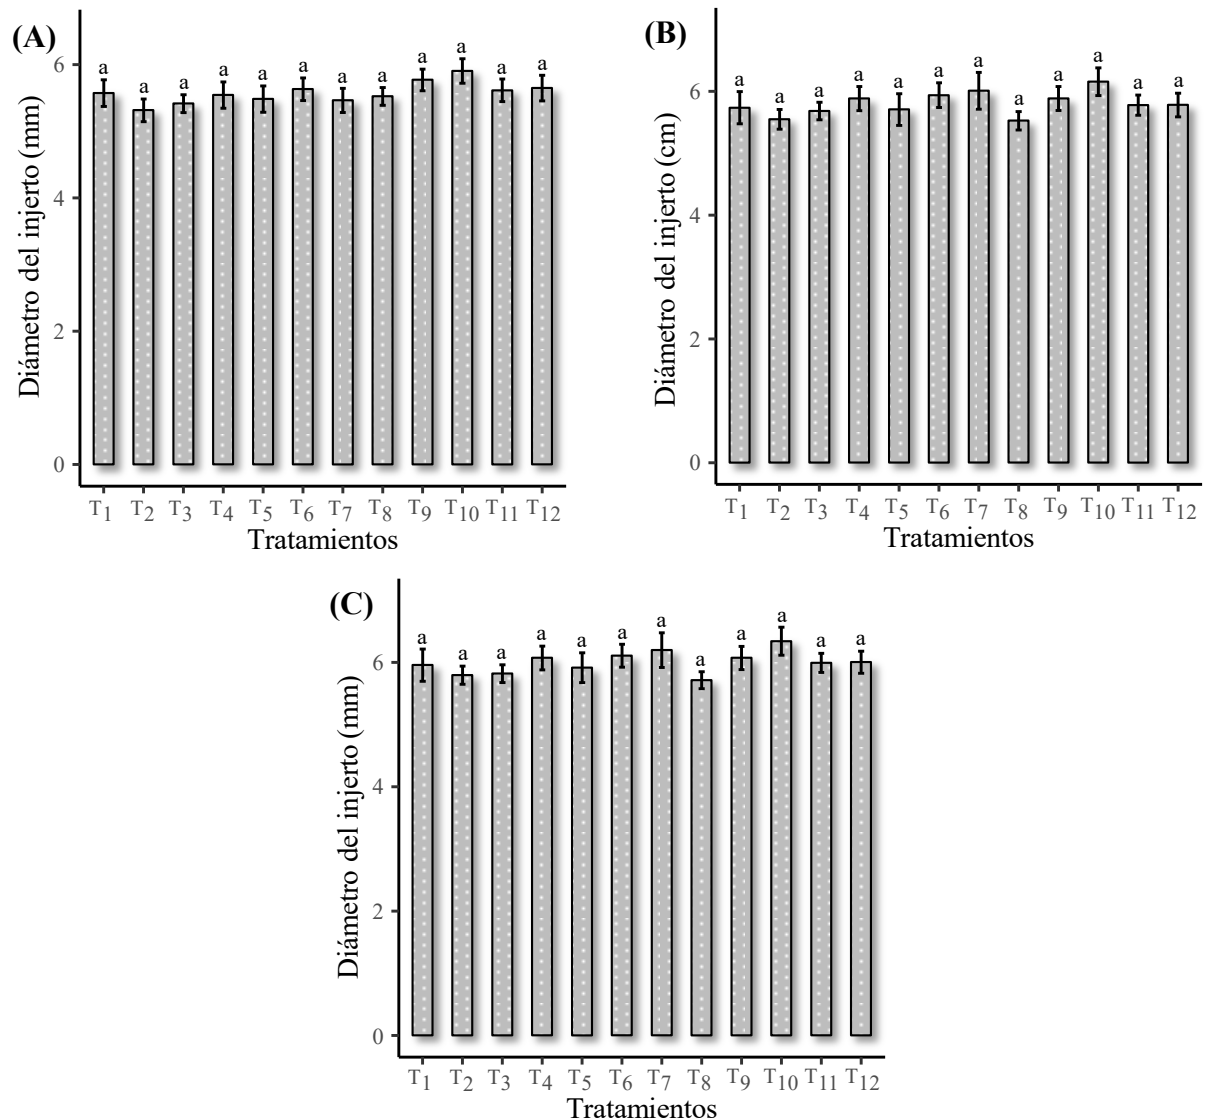 (A)
Diámetro del injerto (mm)
6
4
2
0
a a a a a a a a a a a a
T1 T2 T3 T4 T5 T6 T7 T8 T9 T10 T11 T12
Tratamientos
(B)
Diámetro del injerto (cm)
6
4
2
0
a a a a a a a a a a a a
T1 T2 T3 T4 T5 T6 T7 T8 T9 T10 T11 T12
Tratamientos
(C)
Diámetro del injerto (mm)
6
4
2
0
a a a a a a a a a a a a
T1 T2 T3 T4 T5 T6 T7 T8 T9 T10 T11 T12
Tratamientos